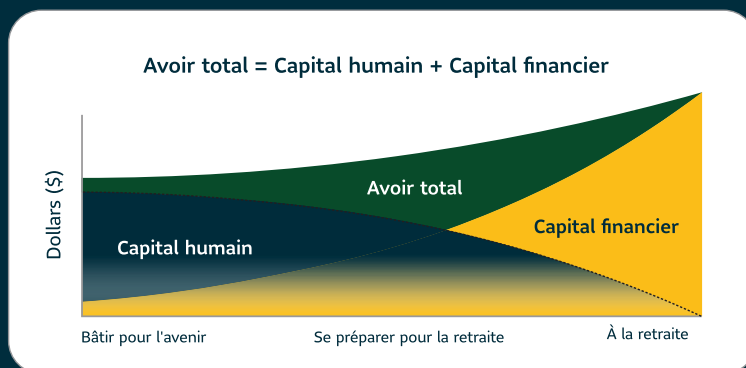 Avoir total = Capital humain + Capital financier
Dollars ($)
Avoir total
Capital financier
Capital humain
Bâtir pour l'avenir
Se préparer pour la retraite
À la retraite